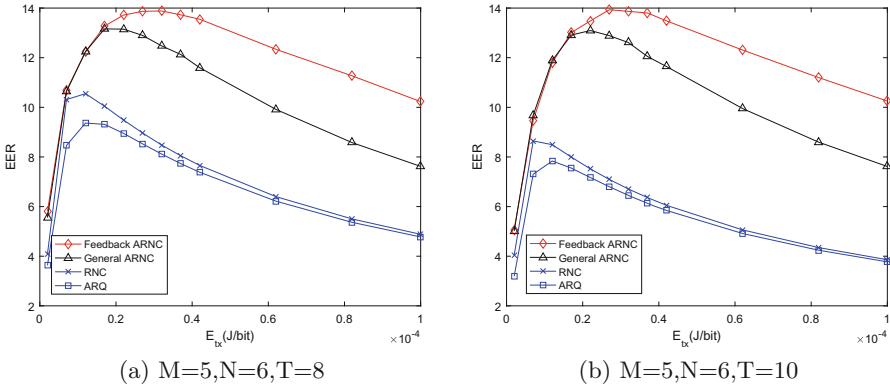 14
12
10
8
6
4
2
EER
0
0.2
0.4
0.6
0.8
1
E_tx(J/bit)
×10^-4
Feedback ARNC
General ARNC
RNC
ARQ
(a) M=5,N=6,T=8
14
12
10
8
6
4
2
EER
0
0.2
0.4
0.6
0.8
1
E_tx(J/bit)
×10^-4
Feedback ARNC
General ARNC
RNC
ARQ
(b) M=5,N=6,T=10